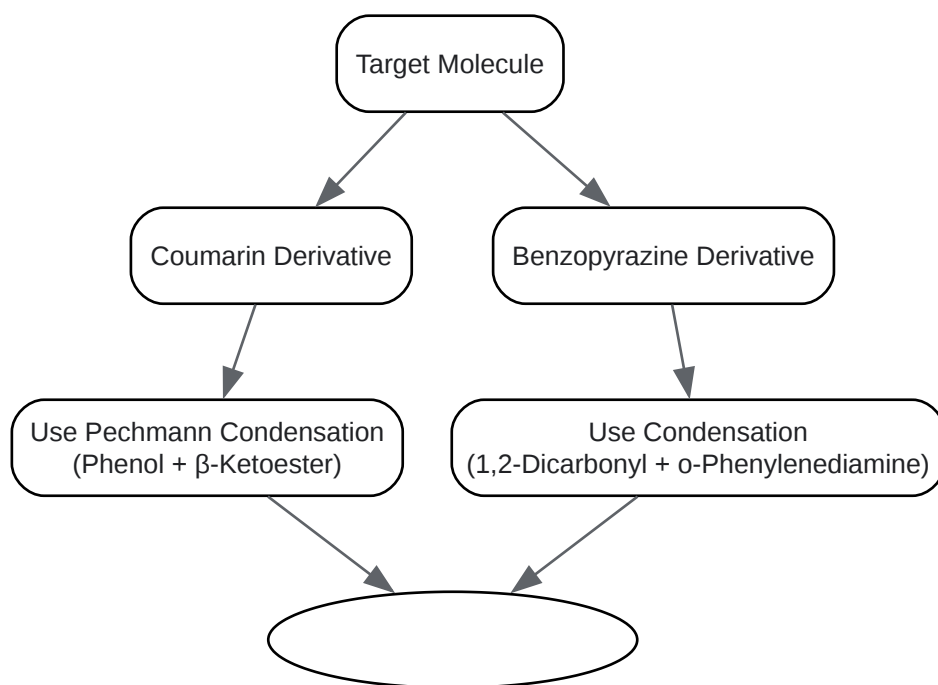 Target Molecule
Coumarin Derivative
Benzopyrazine Derivative
Use Pechmann Condensation
(Phenol + β-Ketoester)
Use Condensation
(1,2-Dicarbonyl + o-Phenylenediamine)